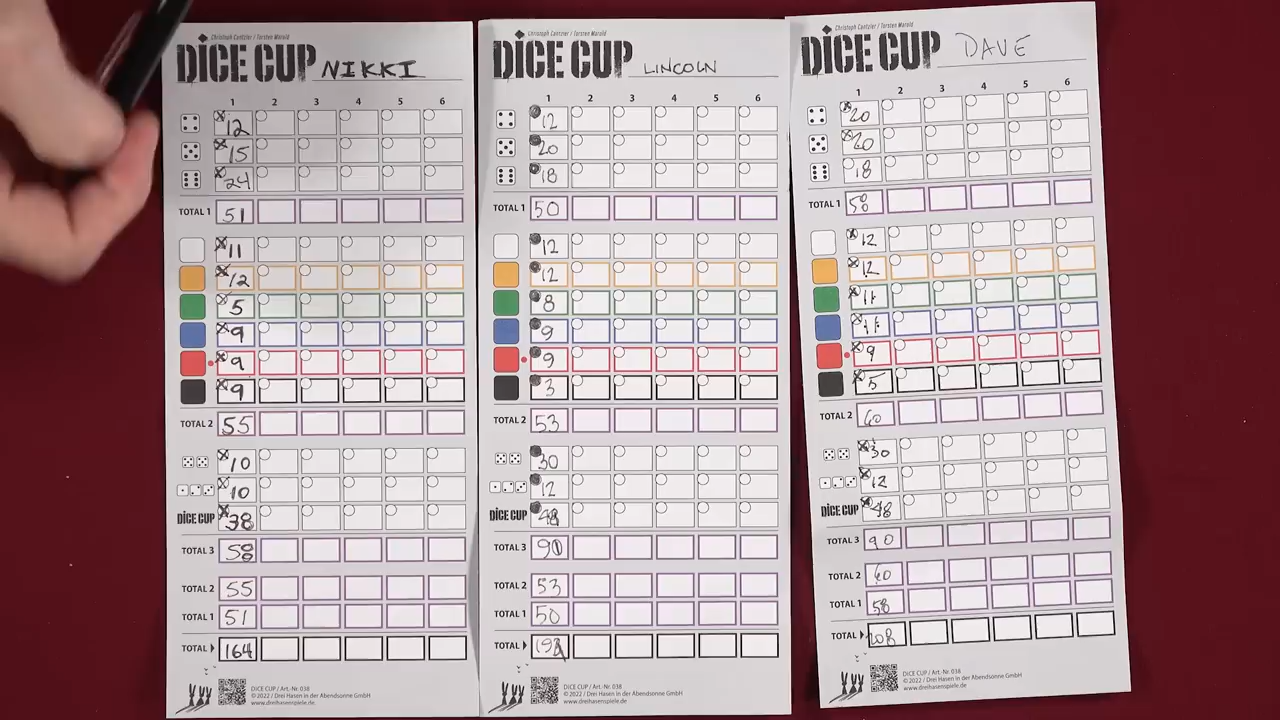 Christoph Cantzler / Torsten Marold
DICE CUP NIKKI
1 2 3 4 5 6
12
15
24
TOTAL 1 51
11
12
5
9
9
9
TOTAL 2 55
10
10
DICE CUP 38
TOTAL 3 58
TOTAL 2 55
TOTAL 1 51
TOTAL 164
DICE CUP / Art.-Nr. 038
© 2022 / Drei Hasen in der Abendsonne GmbH
www.dreihasenspiele.de
Christoph Cantzler / Torsten Marold
DICE CUP LINCOLN
1 2 3 4 5 6
12
20
18
TOTAL 1 50
12
12
8
9
9
3
TOTAL 2 53
30
12
DICE CUP 48
TOTAL 3 90
TOTAL 2 53
TOTAL 1 50
TOTAL
DICE CUP / Art.-Nr. 038
© 2022 / Drei Hasen in der Abendsonne GmbH
www.dreihasenspiele.de
Christoph Cantzler / Torsten Marold
DICE CUP DAVE
1 2 3 4 5 6
20
20
18
TOTAL 1 58
12
12
11
11
9
5
TOTAL 2 60
30
12
DICE CUP 48
TOTAL 3 90
TOTAL 2 60
TOTAL 1 58
TOTAL 208
DICE CUP / Art.-Nr. 038
© 2022 / Drei Hasen in der Abendsonne GmbH
www.dreihasenspiele.de